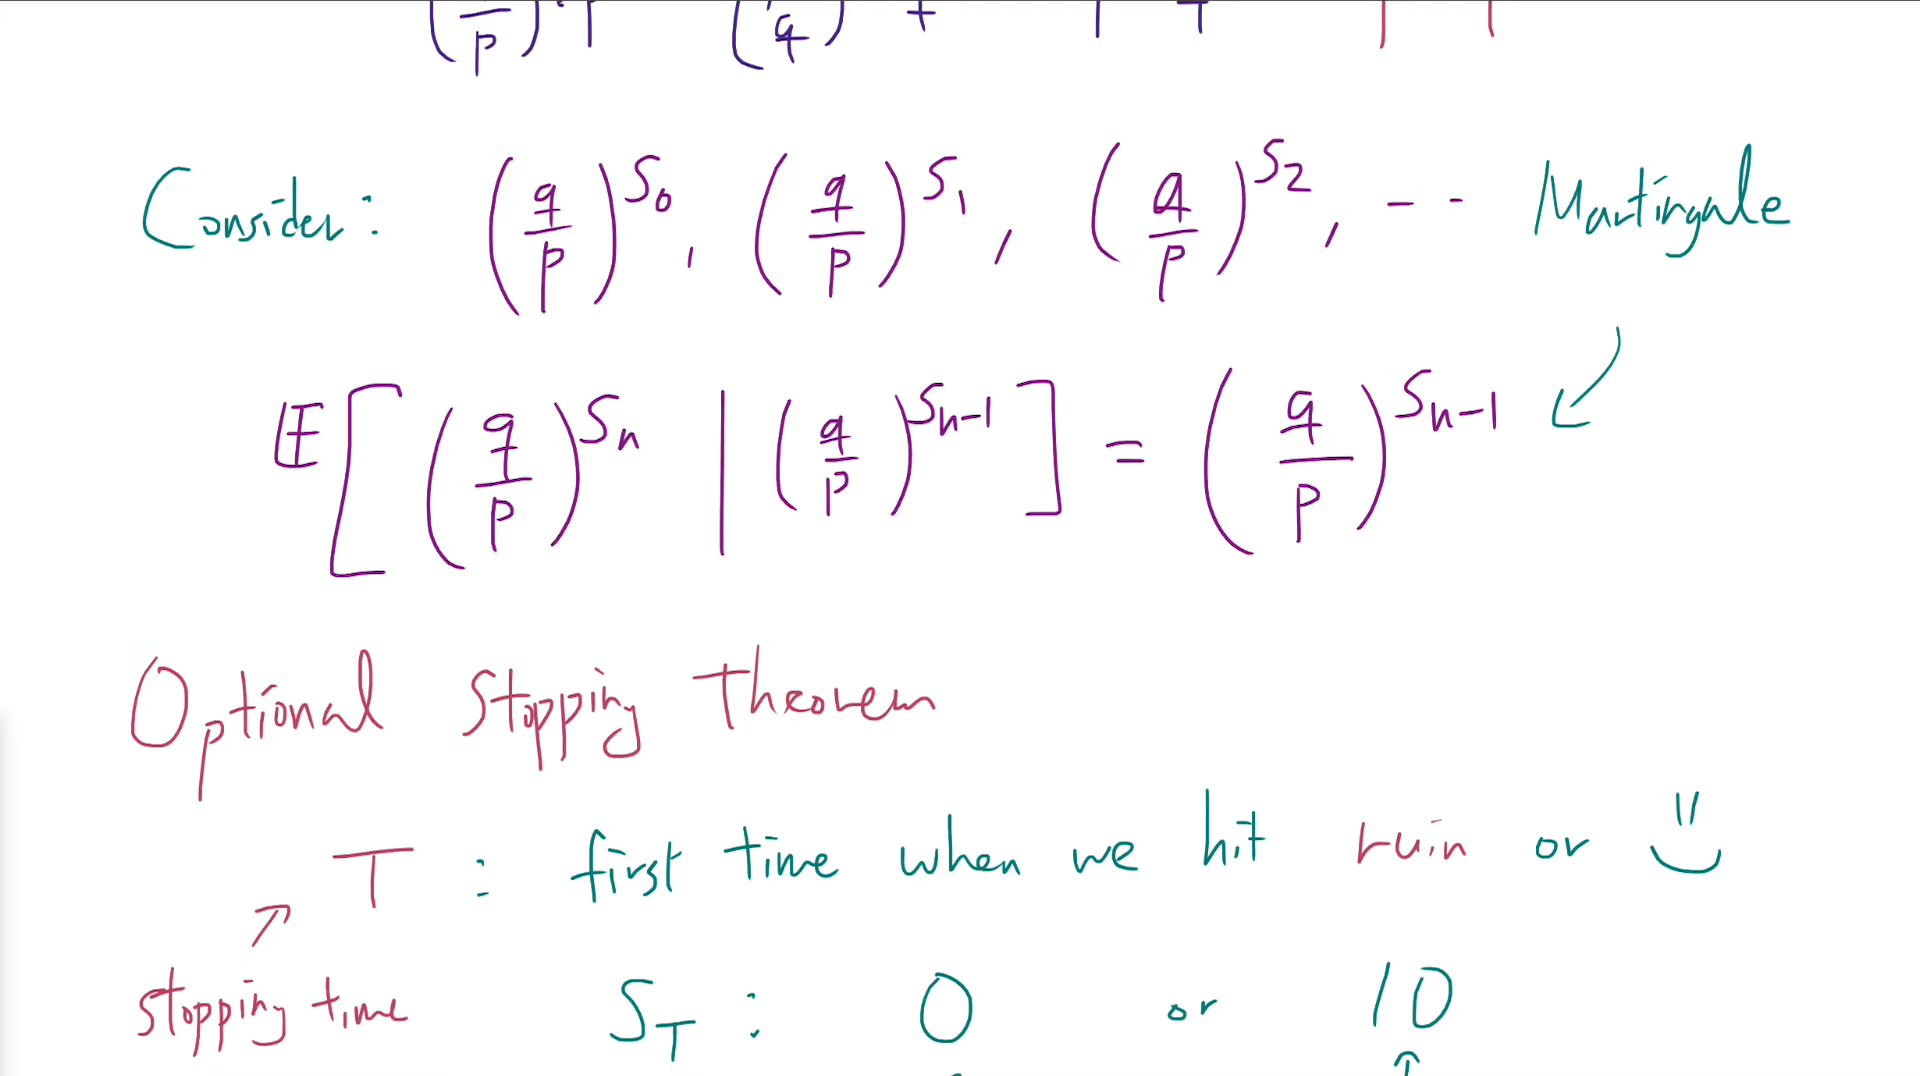 (‾/p) (/q) +
Consider: (q/p)^S₀, (q/p)^S₁, (q/p)^S₂, - - Martingale
E[(q/p)^Sₙ | (q/p)^Sₙ₋₁] = (q/p)^Sₙ₋₁
Optional Stopping Theorem
T : first time when we hit ruin or
stopping time S_T : 0 or 10